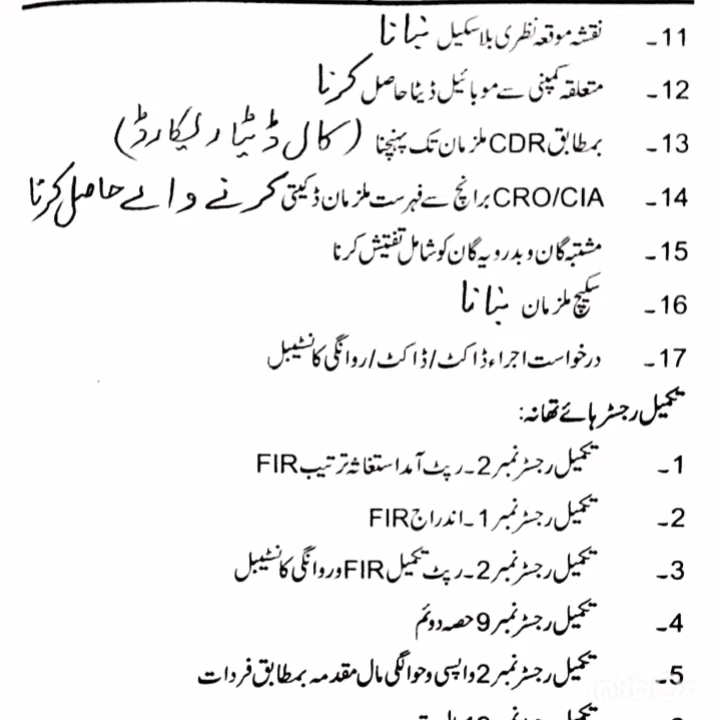 11۔ نقشہ موقعہ نظری بلا سکیل بنانا
12۔ متعلقہ کمپنی سے موبائیل ڈیٹا حاصل کرنا
13۔ بمطابق CDR ملزمان تک پہنچنا (کال ڈیٹا ریکارڈ)
14۔ CRO/CIA برانچ سے فہرست ملزمان ڈکیتی کرنے والے حاصل کرنا
15۔ مشتبہ گان و بدرویہ گان کو شامل تفتیش کرنا
16۔ سکیچ ملزمان بنانا
17۔ درخواست اجراء ڈاکٹ/ڈاکٹ/روانگی کانسٹیبل
تکمیل رجسٹر ہائے تھانہ:
1۔ تکمیل رجسٹر نمبر 2۔ رپٹ آمد استغاثہ ترتیب FIR
2۔ تکمیل رجسٹر نمبر 1۔ اندراج FIR
3۔ تکمیل رجسٹر نمبر 2۔ رپٹ تکمیل FIR و روانگی کانسٹیبل
4۔ تکمیل رجسٹر نمبر 9 حصہ دوئم
5۔ تکمیل رجسٹر نمبر 2 واپسی و حوالگی مال مقدمہ بمطابق فردات